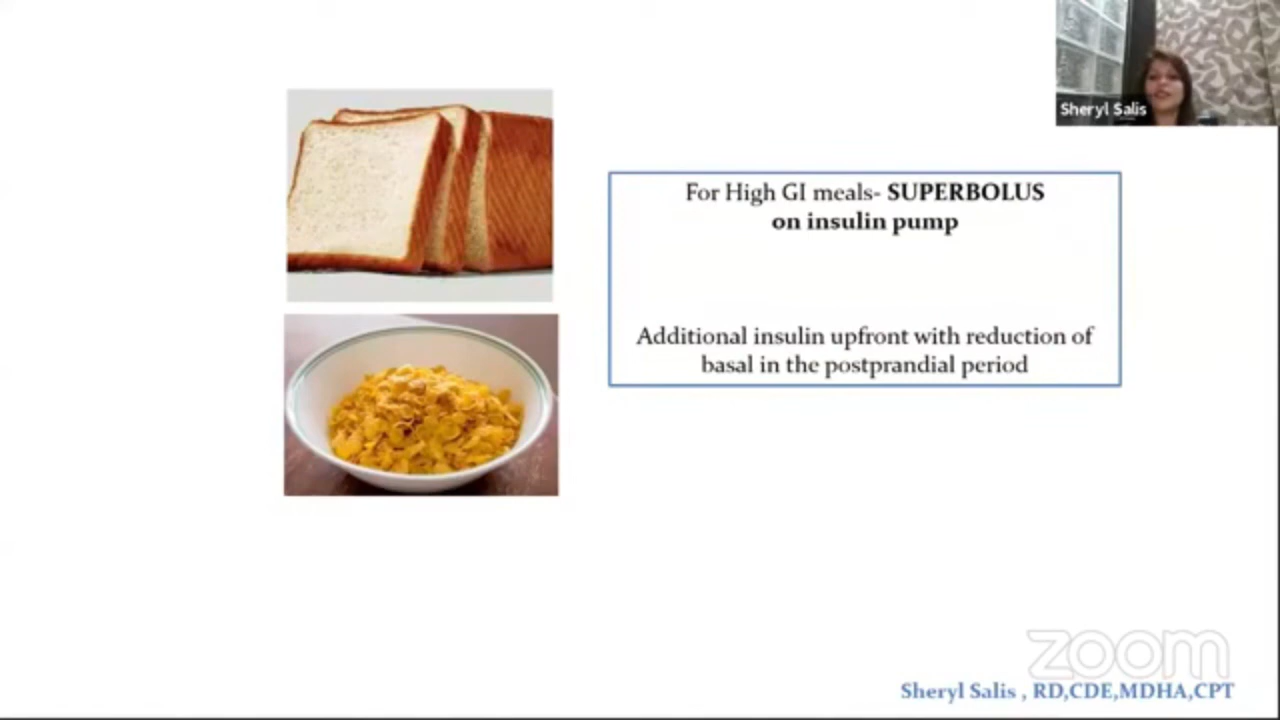 Sheryl Salis
For High GI meals- SUPERBOLUS
on insulin pump
Additional insulin upfront with reduction of
basal in the postprandial period
zoom
Sheryl Salis , RD,CDE,MDHA,CPT